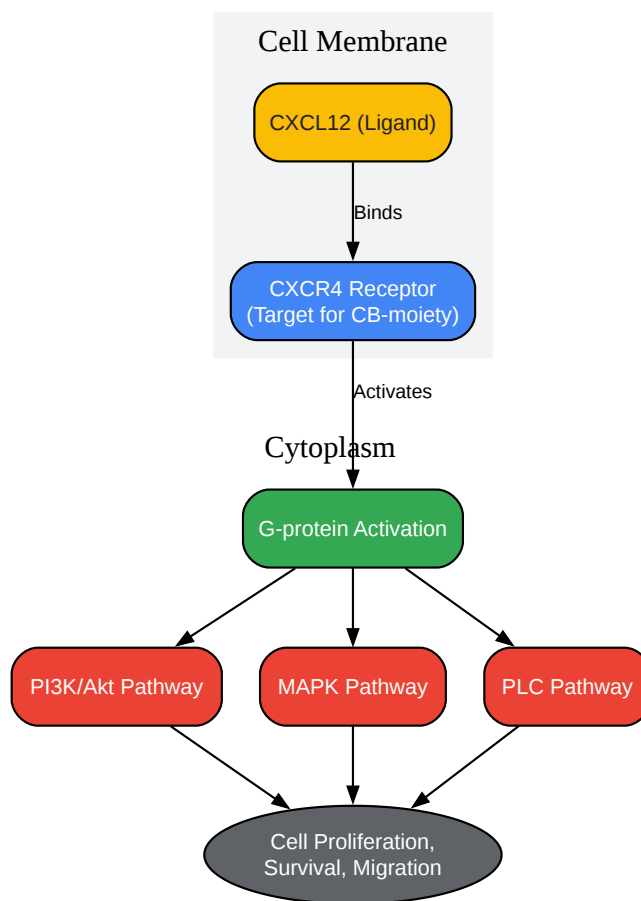 Cell Membrane
CXCL12 (Ligand)
Binds
CXCR4 Receptor
(Target for CB-moiety)
Activates
Cytoplasm
G-protein Activation
PI3K/Akt Pathway
MAPK Pathway
PLC Pathway
Cell Proliferation,
Survival, Migration